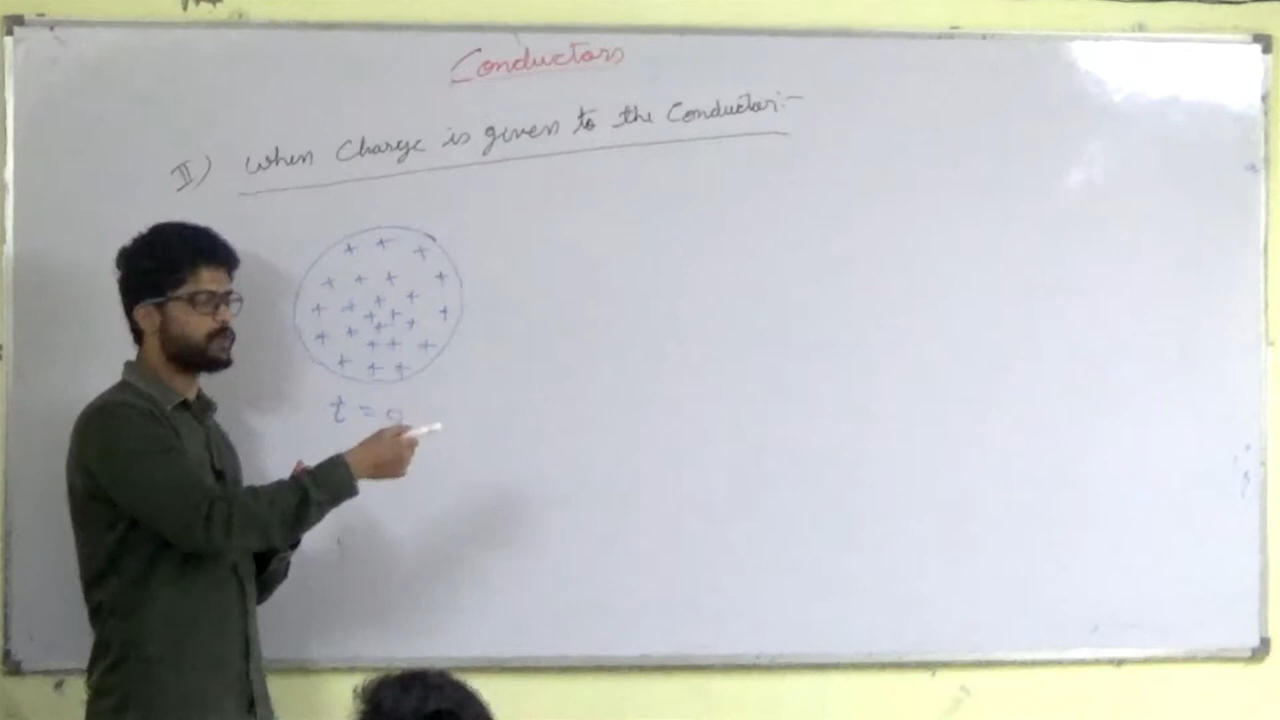 Conductors
II) When Charge is given to the Conductor:-
+ + +
+ + + +
+ + + + + +
+ + + + +
+ + + + +
+ + +
t = 0